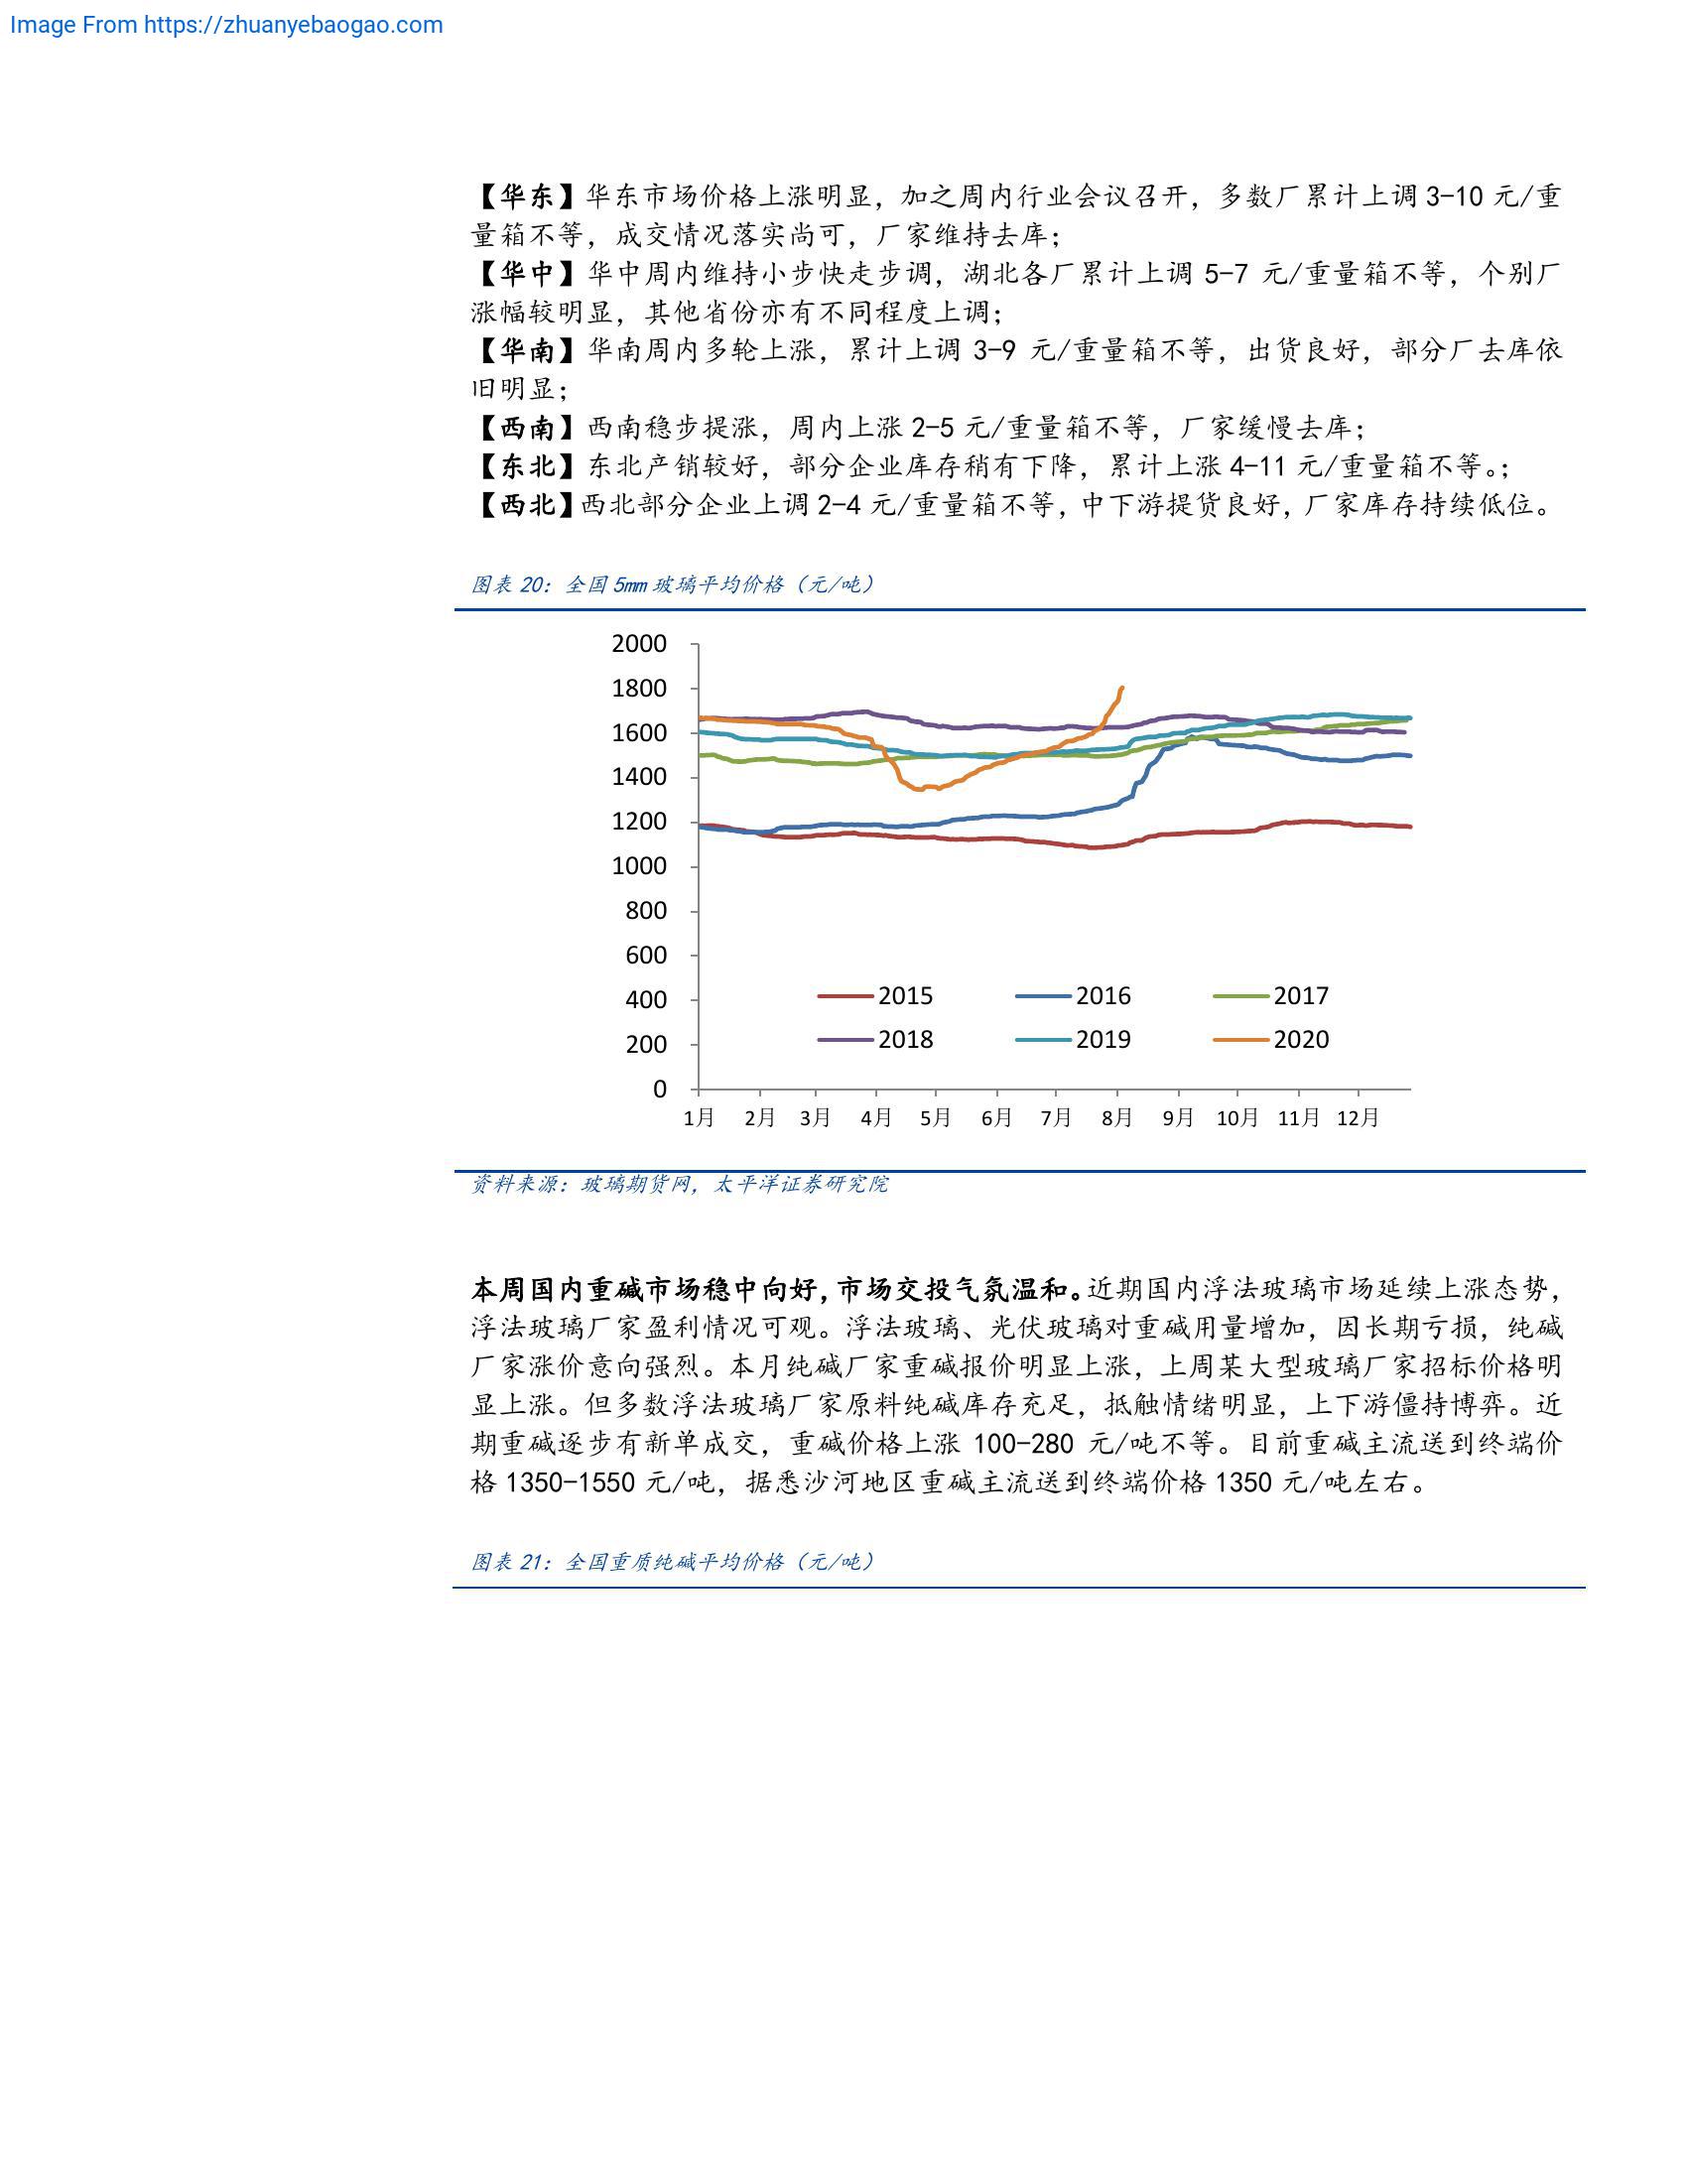 Image From https://zhuanyebaogao.com
【华东】华东市场价格上涨明显，加之周内行业会议召开，多数厂累计上调 3-10 元/重
量箱不等，成交情况落实尚可，厂家维持去库；
【华中】华中周内维持小步快走步调，湖北各厂累计上调 5-7 元/重量箱不等，个别厂
涨幅较明显，其他省份亦有不同程度上调；
【华南】华南周内多轮上涨，累计上调 3-9 元/重量箱不等，出货良好，部分厂去库依
旧明显；
【西南】西南稳步提涨，周内上涨 2-5 元/重量箱不等，厂家缓慢去库；
【东北】东北产销较好，部分企业库存稍有下降，累计上涨 4-11 元/重量箱不等。；
【西北】西北部分企业上调 2-4 元/重量箱不等，中下游提货良好，厂家库存持续低位。
图表 20：全国 5mm 玻璃平均价格（元/吨）
2000
1800
1600
1400
1200
1000
800
600
400
200
0
2015 2016 2017
2018 2019 2020
1月 2月 3月 4月 5月 6月 7月 8月 9月 10月 11月 12月
资料来源：玻璃期货网，太平洋证券研究院
本周国内重碱市场稳中向好，市场交投气氛温和。近期国内浮法玻璃市场延续上涨态势，
浮法玻璃厂家盈利情况可观。浮法玻璃、光伏玻璃对重碱用量增加，因长期亏损，纯碱
厂家涨价意向强烈。本月纯碱厂家重碱报价明显上涨，上周某大型玻璃厂家招标价格明
显上涨。但多数浮法玻璃厂家原料纯碱库存充足，抵触情绪明显，上下游僵持博弈。近
期重碱逐步有新单成交，重碱价格上涨 100-280 元/吨不等。目前重碱主流送到终端价
格 1350-1550 元/吨，据悉沙河地区重碱主流送到终端价格 1350 元/吨左右。
图表 21：全国重质纯碱平均价格（元/吨）